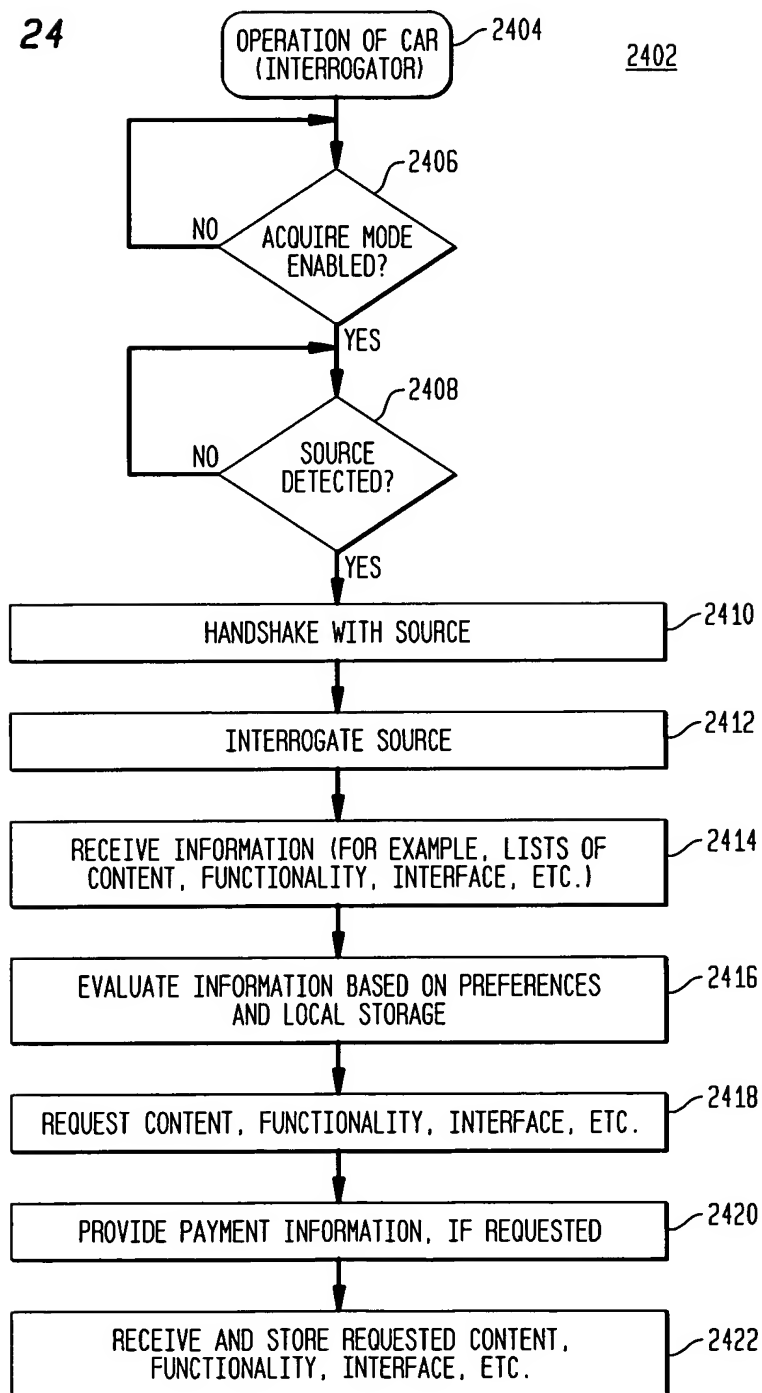 24
OPERATION OF CAR
(INTERROGATOR)
2404
2402
2406
ACQUIRE MODE
ENABLED?
NO
YES
2408
SOURCE
DETECTED?
NO
YES
HANDSHAKE WITH SOURCE
2410
INTERROGATE SOURCE
2412
RECEIVE INFORMATION (FOR EXAMPLE, LISTS OF
CONTENT, FUNCTIONALITY, INTERFACE, ETC.)
2414
EVALUATE INFORMATION BASED ON PREFERENCES
AND LOCAL STORAGE
2416
REQUEST CONTENT, FUNCTIONALITY, INTERFACE, ETC.
2418
PROVIDE PAYMENT INFORMATION, IF REQUESTED
2420
RECEIVE AND STORE REQUESTED CONTENT,
FUNCTIONALITY, INTERFACE, ETC.
2422